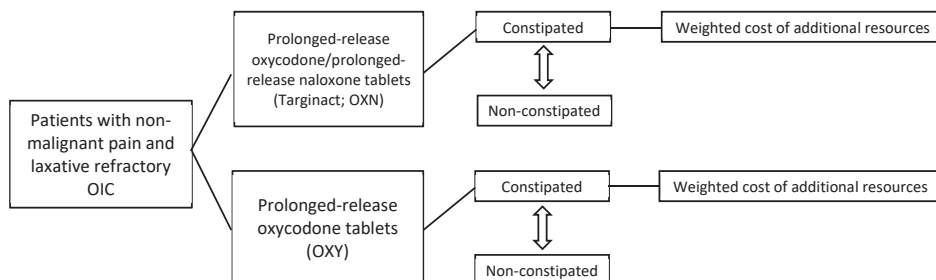 Patients with non-
malignant pain and
laxative refractory
OIC
Prolonged-release
oxycodone/prolonged-
release naloxone tablets
(Targinact; OXN)
Constipated
Weighted cost of additional resources
Non-constipated
Prolonged-release
oxycodone tablets
(OXY)
Constipated
Weighted cost of additional resources
Non-constipated